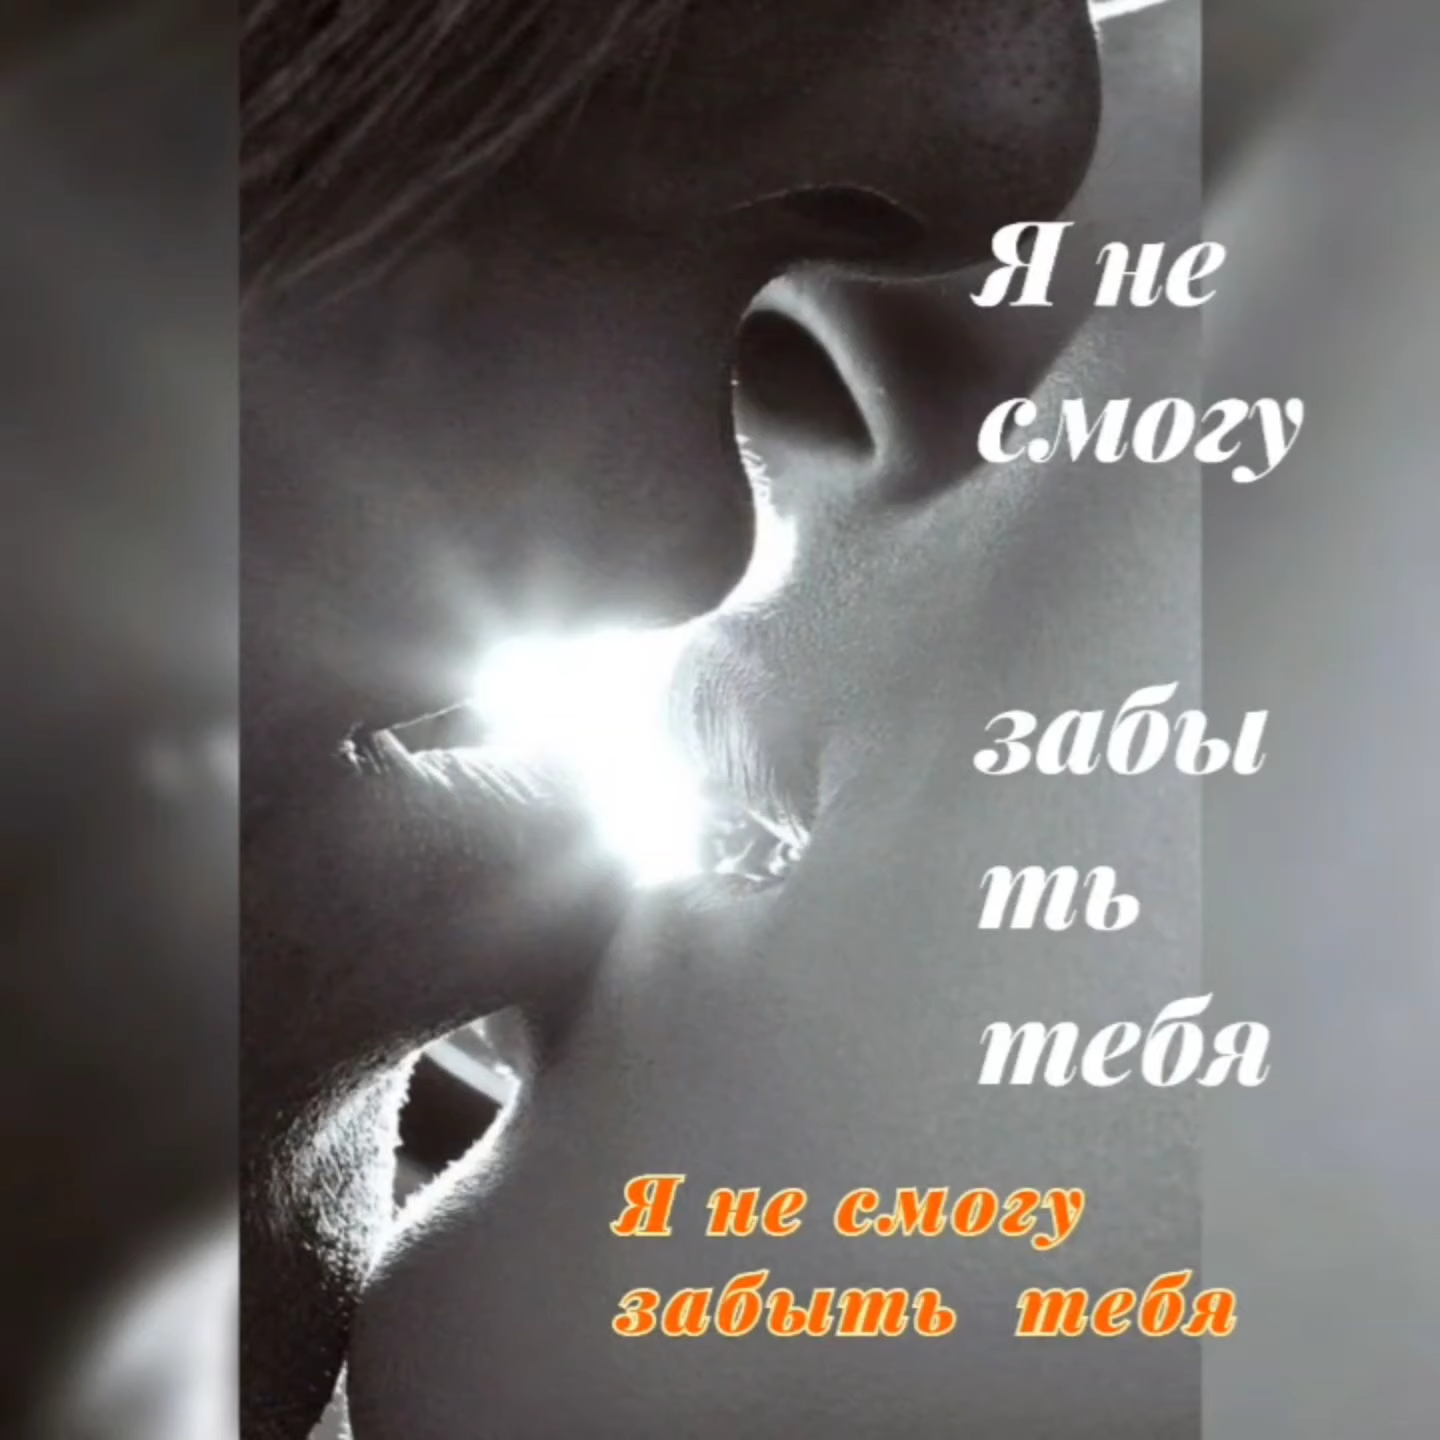 Я не
смогу
забы
ть
тебя
Я не смогу
забыть тебя